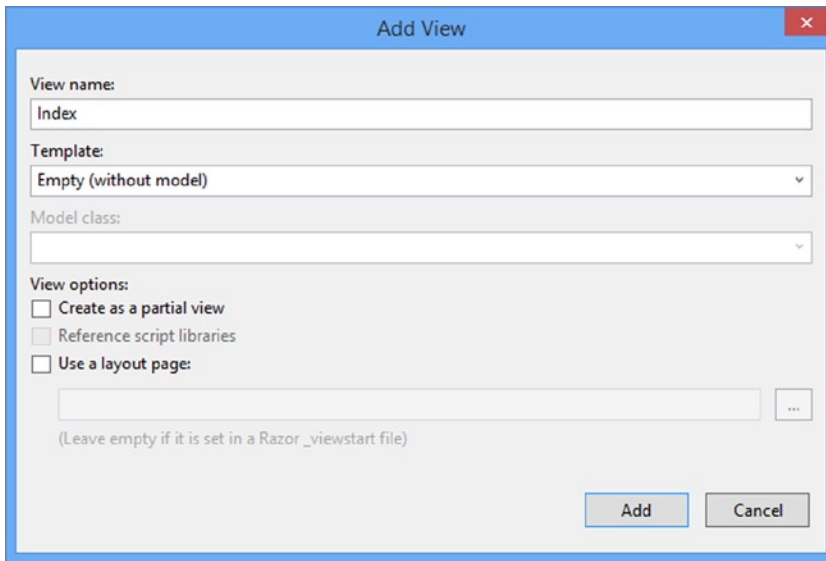 Add View
View name:
Index
Template:
Empty (without model)
Model class:
View options:
Create as a partial view
Reference script libraries
Use a layout page:
...
(Leave empty if it is set in a Razor _viewstart file)
Add Cancel